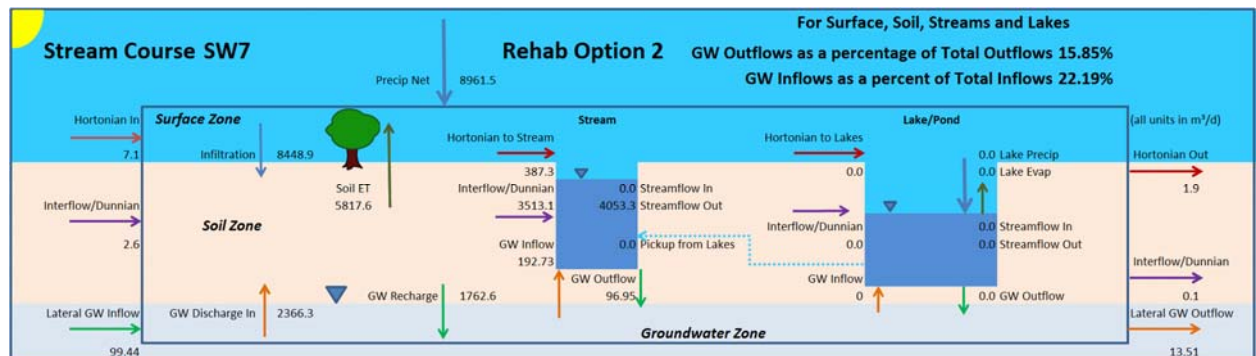 For Surface, Soil, Streams and Lakes
Stream Course SW7 Rehab Option 2 GW Outflows as a percentage of Total Outflows 15.85%
GW Inflows as a percent of Total Inflows 22.19%
Precip Net 8961.5
Hortonian In Surface Zone Stream Lake/Pond (all units in m³/d)
Hortonian to Stream Hortonian to Lakes
7.1 Infiltration 8448.9 0.0 Lake Precip Hortonian Out
387.3 0.0 0.0 Lake Evap
Soil ET Interflow/Dunnian 0.0 Streamflow In 1.9
Interflow/Dunnian 5817.6 3513.1 4053.3 Streamflow Out
Soil Zone Interflow/Dunnian 0.0 Streamflow In
2.6 GW Inflow 0.0 Pickup from Lakes 0.0 0.0 Streamflow Out
192.73 Interflow/Dunnian
GW Outflow GW Inflow
GW Recharge 1762.6 96.95 0 0.0 GW Outflow 0.1
Lateral GW Inflow GW Discharge In 2366.3 Lateral GW Outflow
Groundwater Zone
99.44 13.51